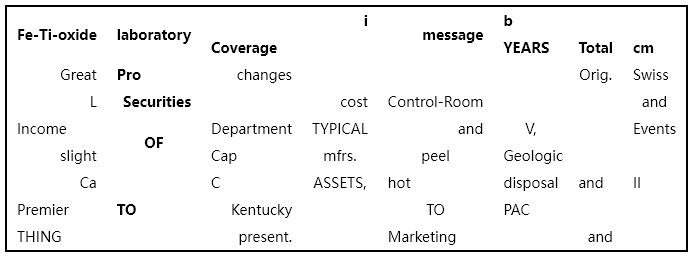 Fe-Ti-oxide laboratory Coverage i message b YEARS Total cm
Great Pro changes Orig. Swiss
L Securities cost Control-Room and
Income OF Department TYPICAL and V, Events
slight Cap mfrs. peel Geologic
Ca C ASSETS, hot disposal and II
Premier TO Kentucky TO PAC
THING present. Marketing and